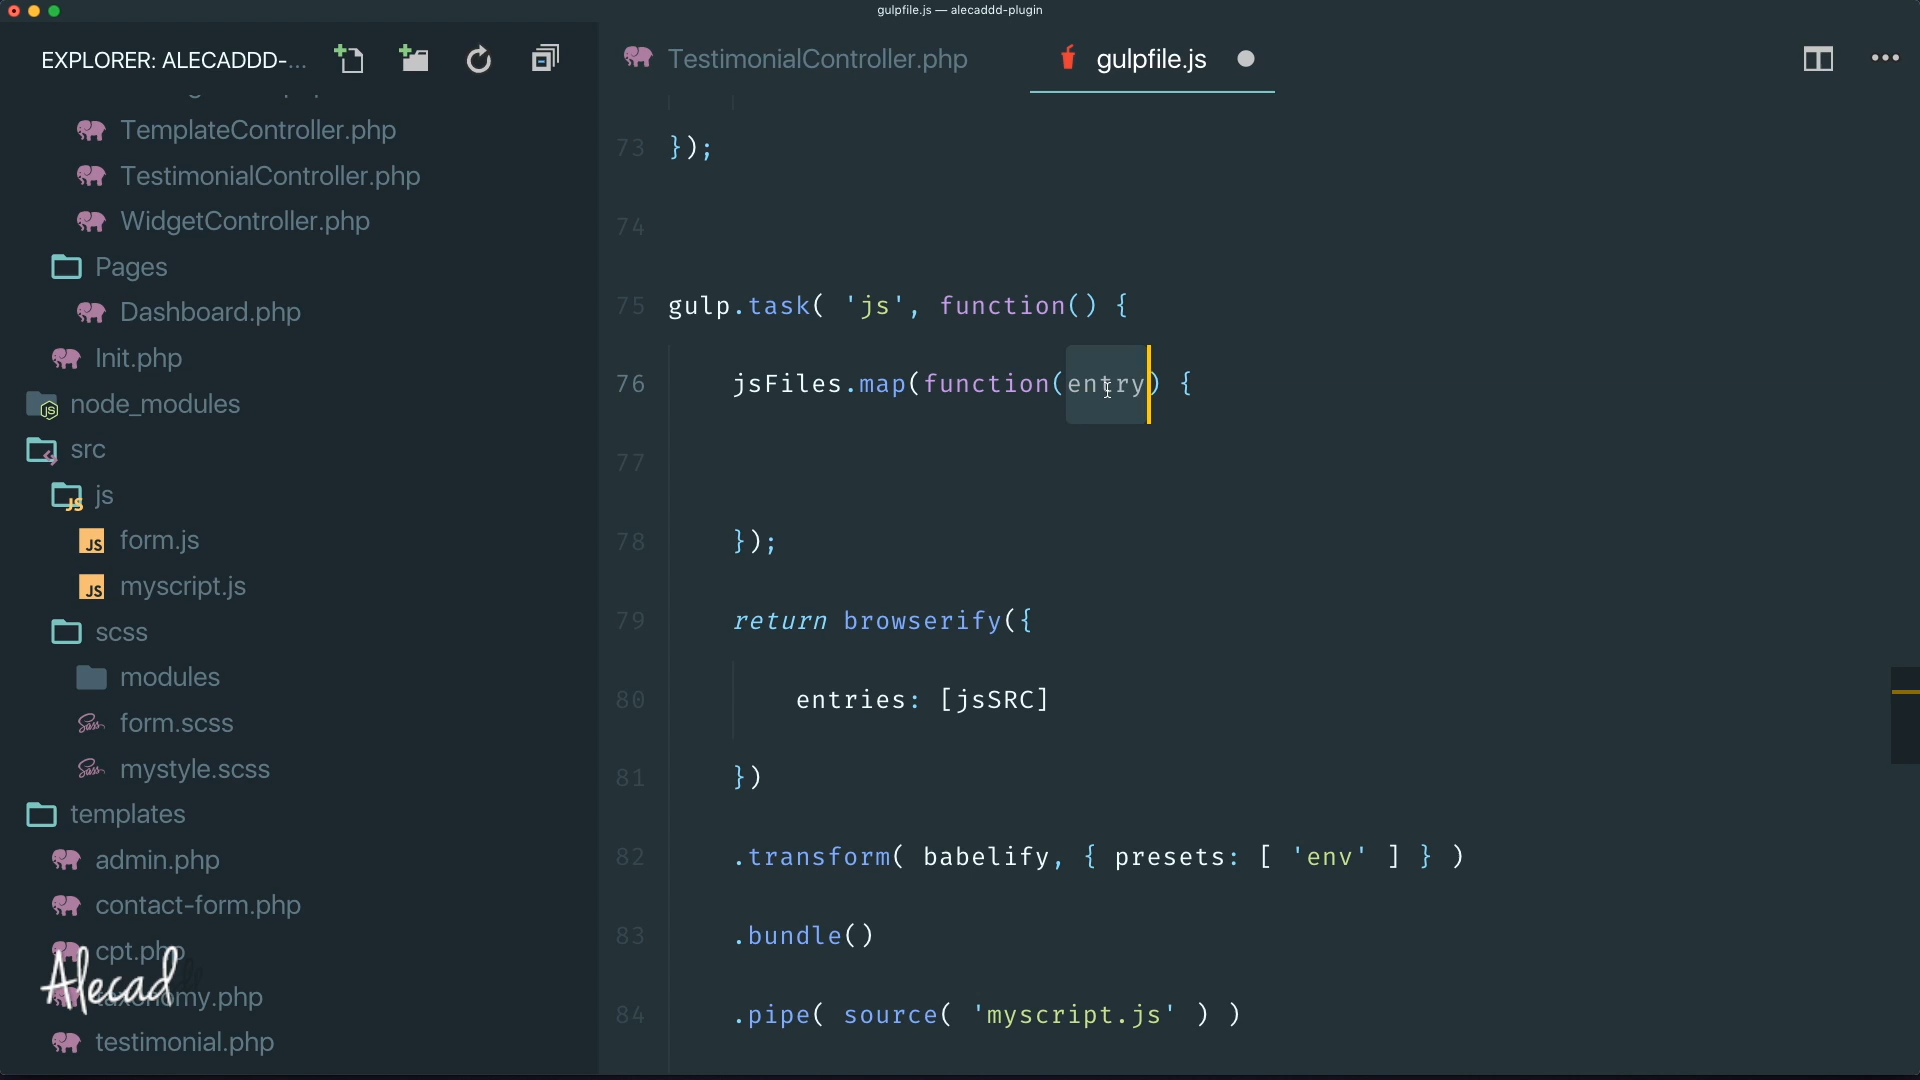 gulpfile.js — alecaddd-plugin
EXPLORER: ALECADDD-...
TemplateController.php
TestimonialController.php
WidgetController.php
Pages
Dashboard.php
Init.php
node_modules
src
js
form.js
myscript.js
scss
modules
form.scss
mystyle.scss
templates
admin.php
contact-form.php
cpt.php
taxonomy.php
testimonial.php
Alecad
TestimonialController.php
gulpfile.js
73 });
74
75 gulp.task( 'js', function() {
76 jsFiles.map(function(entry) {
77
78 });
79 return browserify({
80 entries: [jsSRC]
81 })
82 .transform( babelify, { presets: [ 'env' ] } )
83 .bundle()
84 .pipe( source( 'myscript.js' ) )